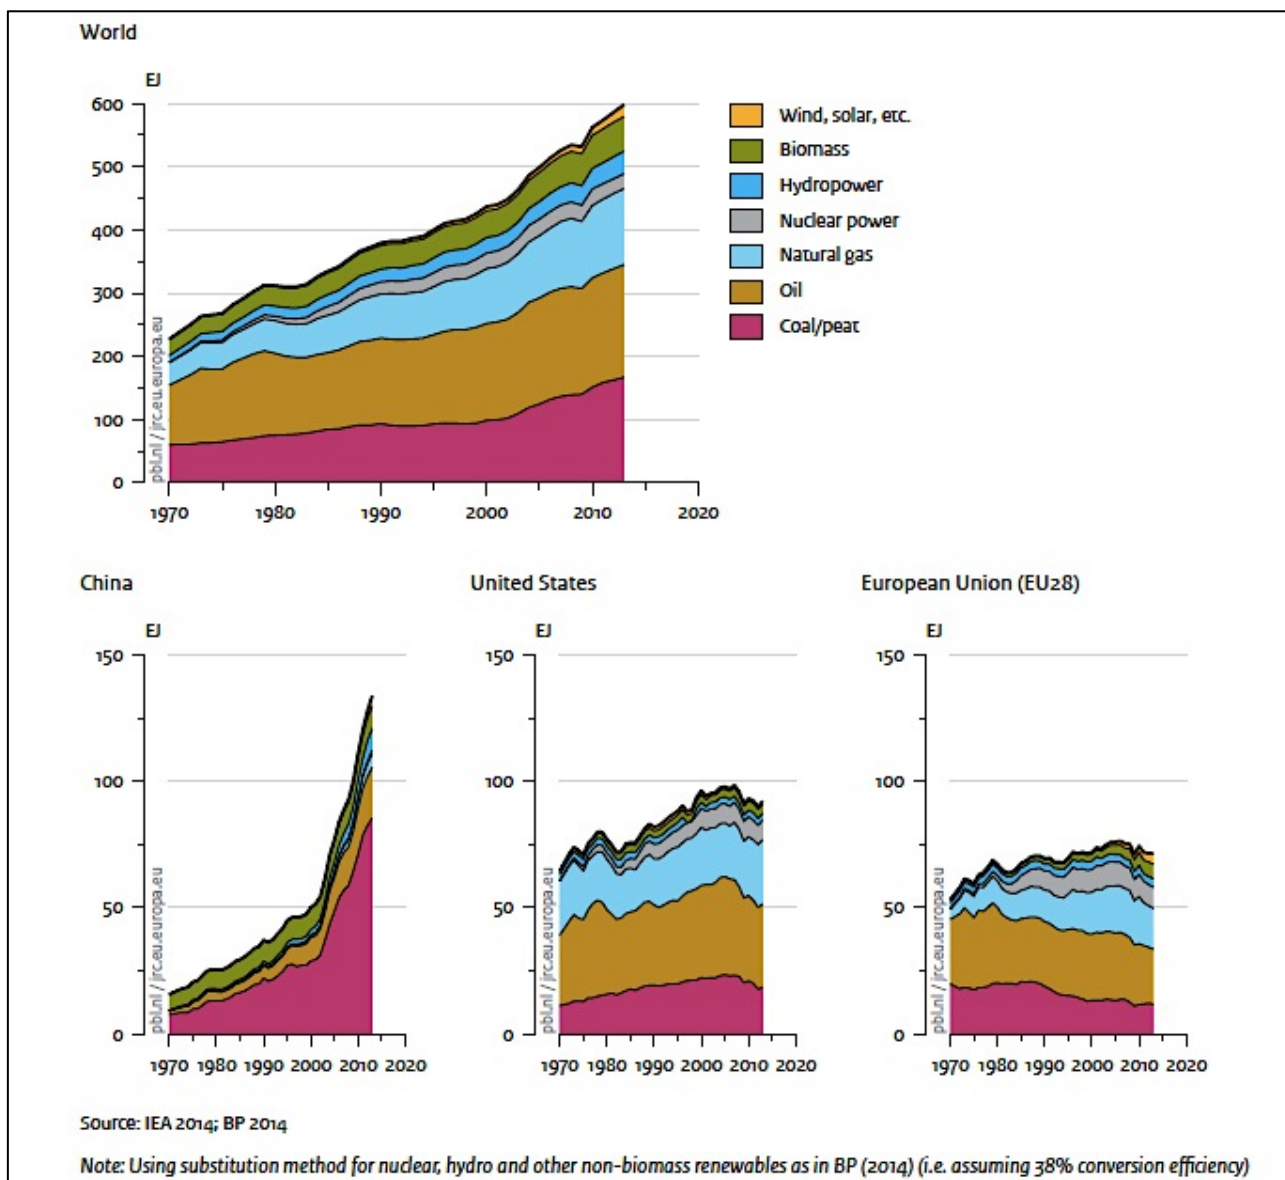 World
EJ
600
500
400
300
200
100
0
1970 1980 1990 2000 2010 2020
pbl.nl / jrc.eu.europa.eu
Wind, solar, etc.
Biomass
Hydropower
Nuclear power
Natural gas
Oil
Coal/peat
China
EJ
150
100
50
0
1970 1980 1990 2000 2010 2020
pbl.nl / jrc.eu.europa.eu
United States
EJ
150
100
50
0
1970 1980 1990 2000 2010 2020
pbl.nl / jrc.eu.europa.eu
European Union (EU28)
EJ
150
100
50
0
1970 1980 1990 2000 2010 2020
pbl.nl / jrc.eu.europa.eu
Source: IEA 2014; BP 2014
Note: Using substitution method for nuclear, hydro and other non-biomass renewables as in BP (2014) (i.e. assuming 38% conversion efficiency)